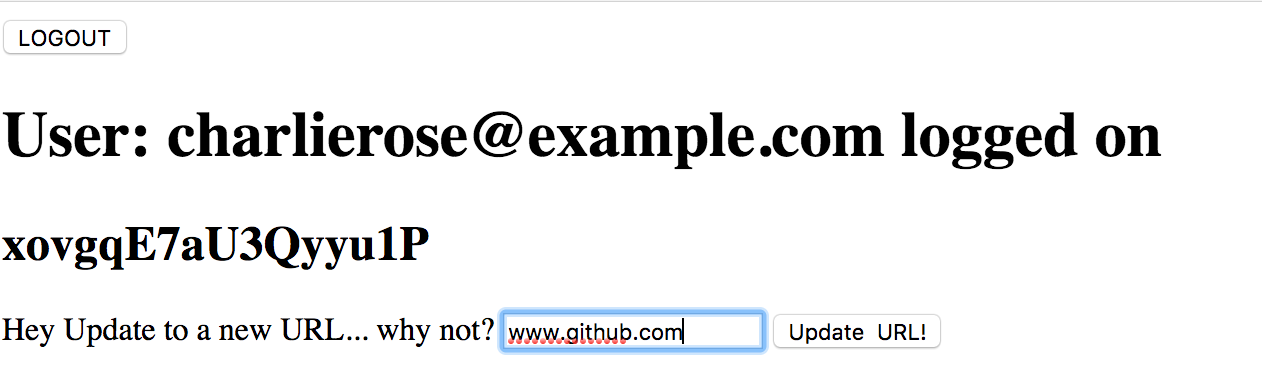 LOGOUT
User: charlierose@example.com logged on
xovgqE7aU3Qyyu1P
Hey Update to a new URL... why not? www.github.com Update URL!